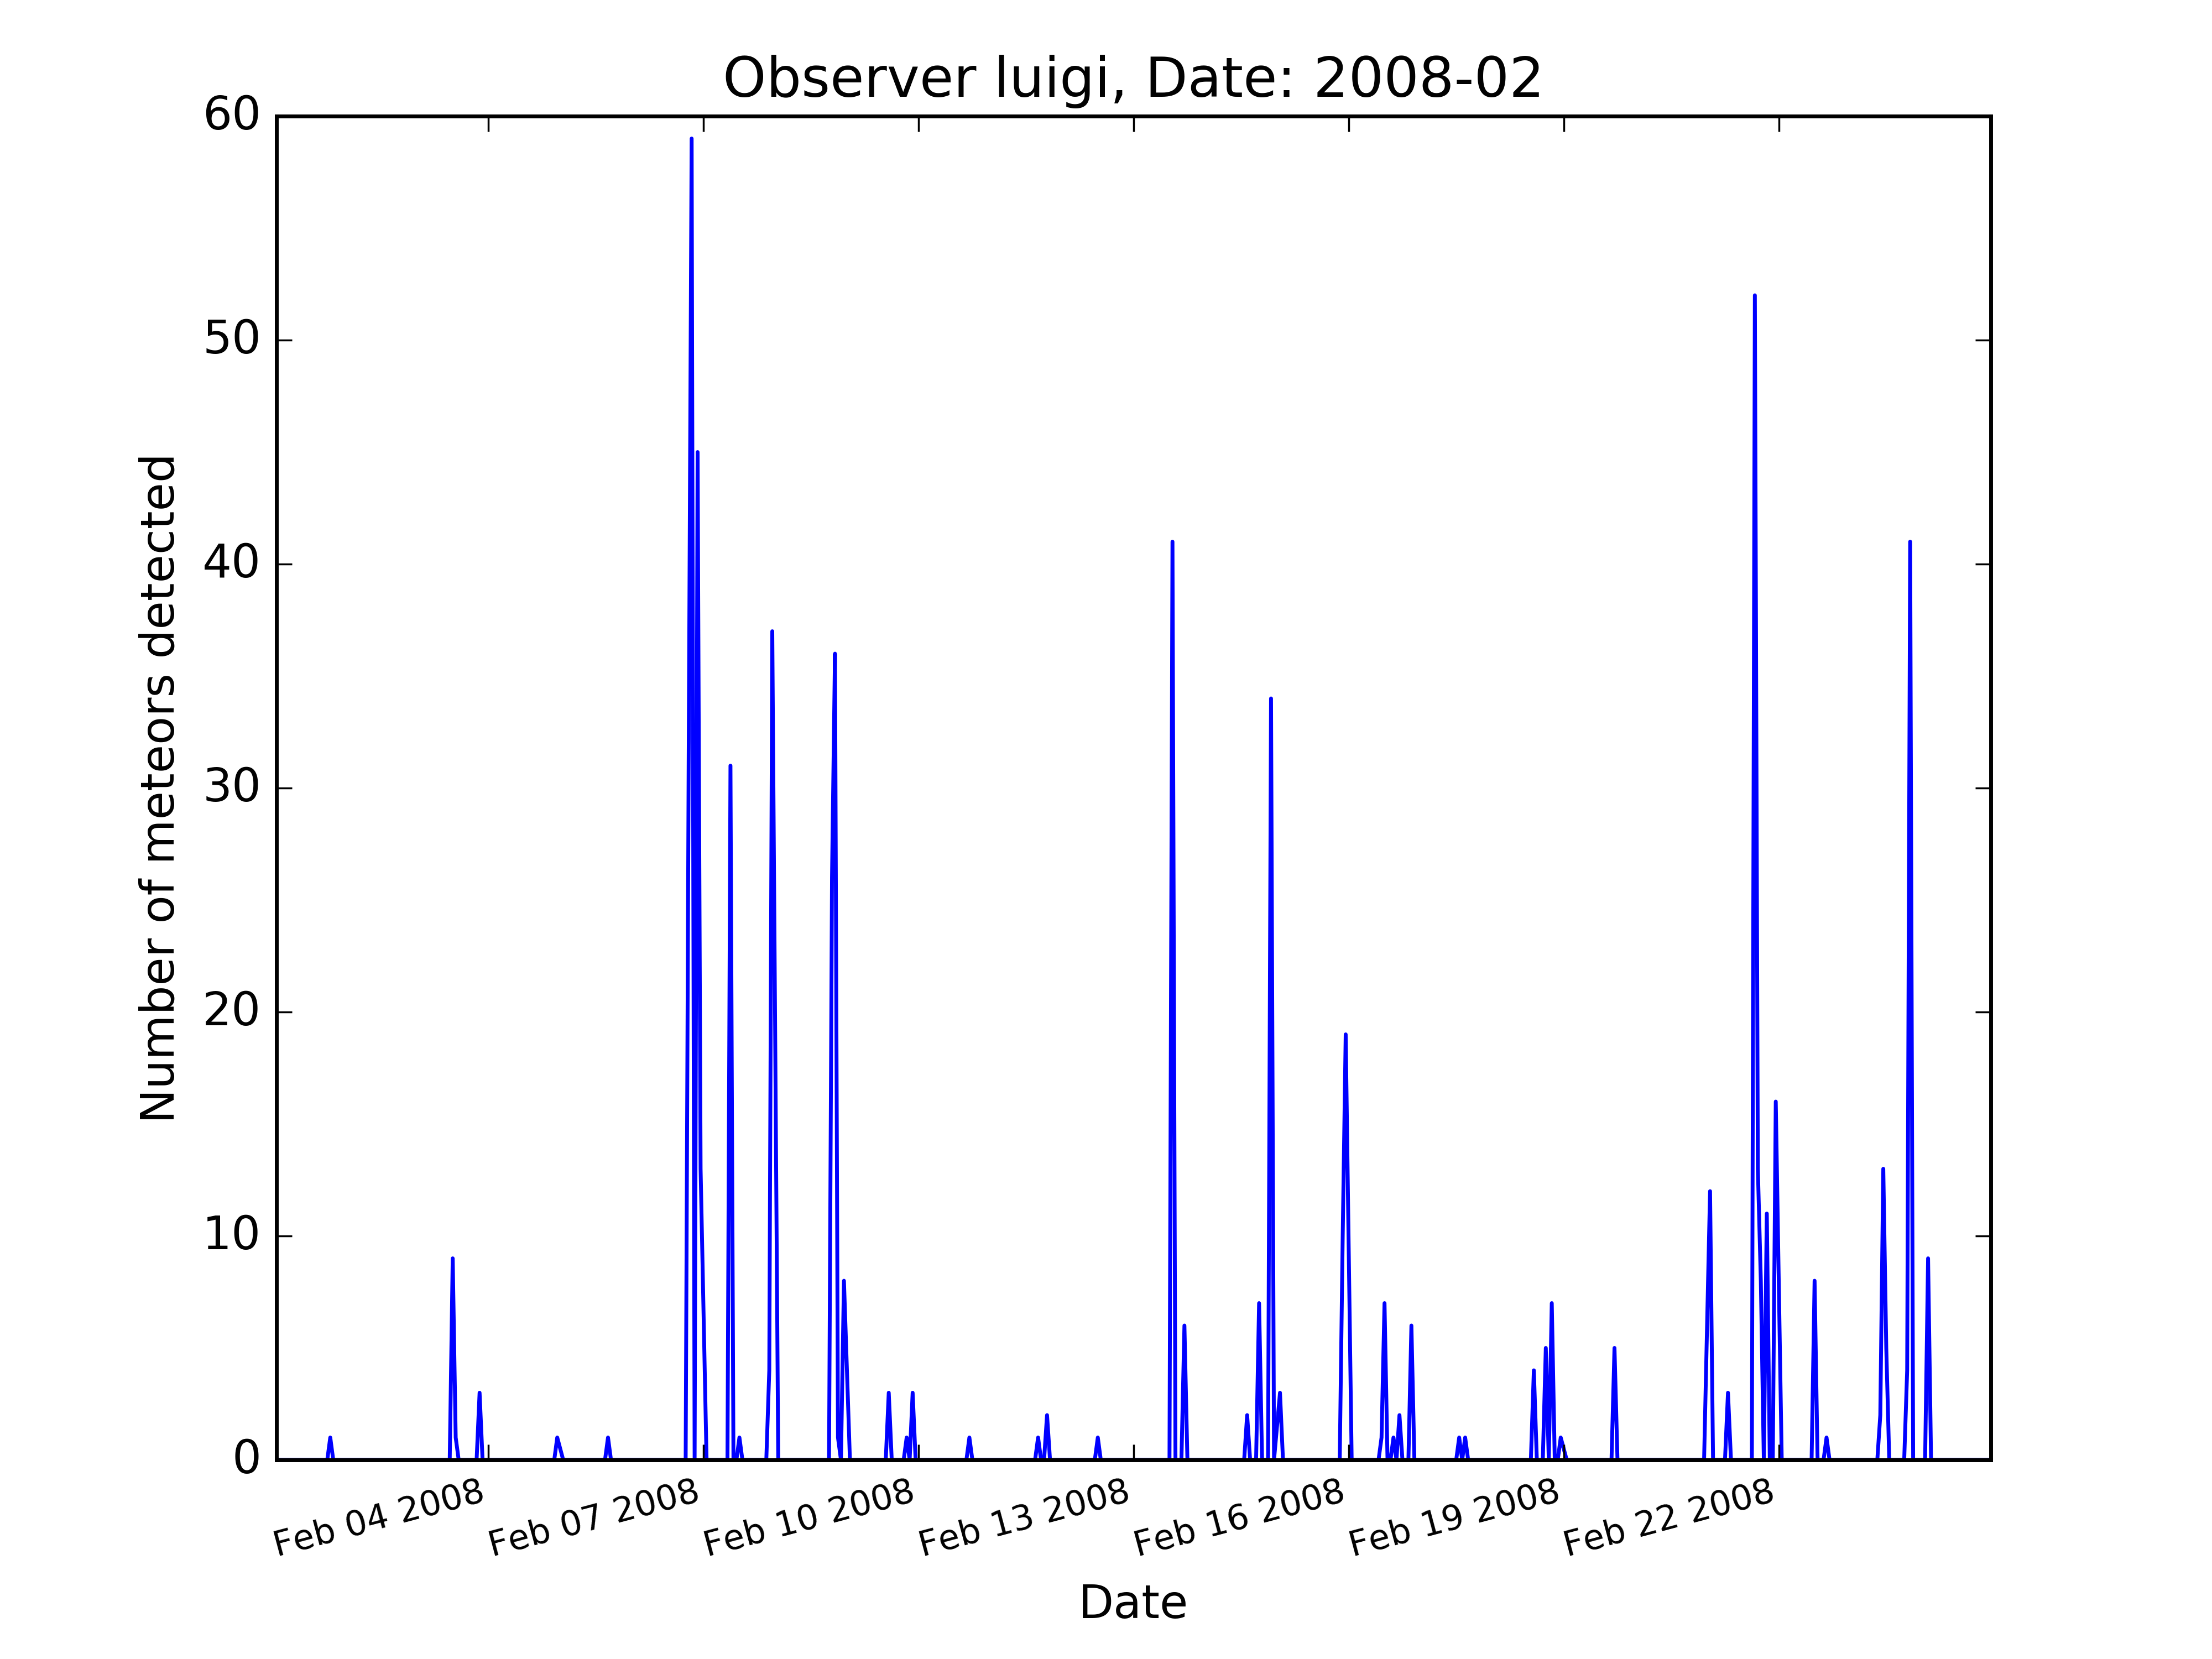 Observer luigi, Date: 2008-02
60
50
40
30
20
10
0
Number of meteors detected
Feb 04 2008
Feb 07 2008
Feb 10 2008
Feb 13 2008
Feb 16 2008
Feb 19 2008
Feb 22 2008
Date